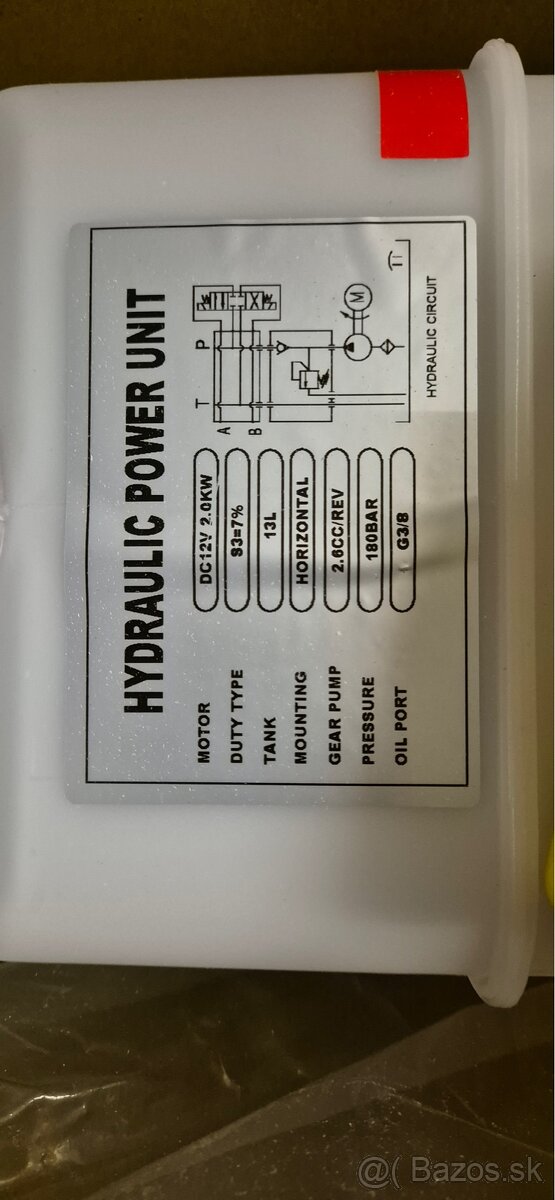 HYDRAULIC POWER UNIT
MOTOR DC12V 2.0KW
DUTY TYPE S3=7%
TANK 13L
MOUNTING HORIZONTAL
GEAR PUMP 2.6CC/REV
PRESSURE 180BAR
OIL PORT G3/8
A
B
T
P
M
HYDRAULIC CIRCUIT
@( Bazos.sk